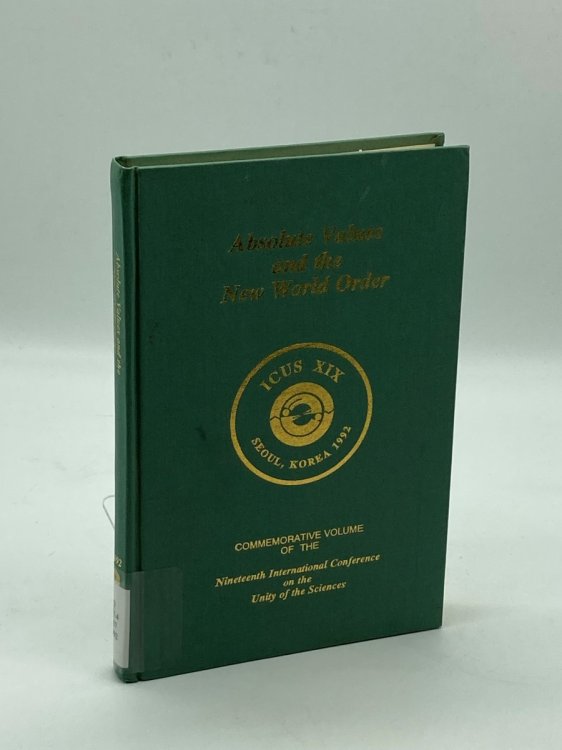 Absolute Values
and the
New World Order
ICUS XIX
SEOUL, KOREA 1992
COMMEMORATIVE VOLUME
OF THE
Nineteenth International Conference
on the
Unity of the Sciences
Absolute Values and the